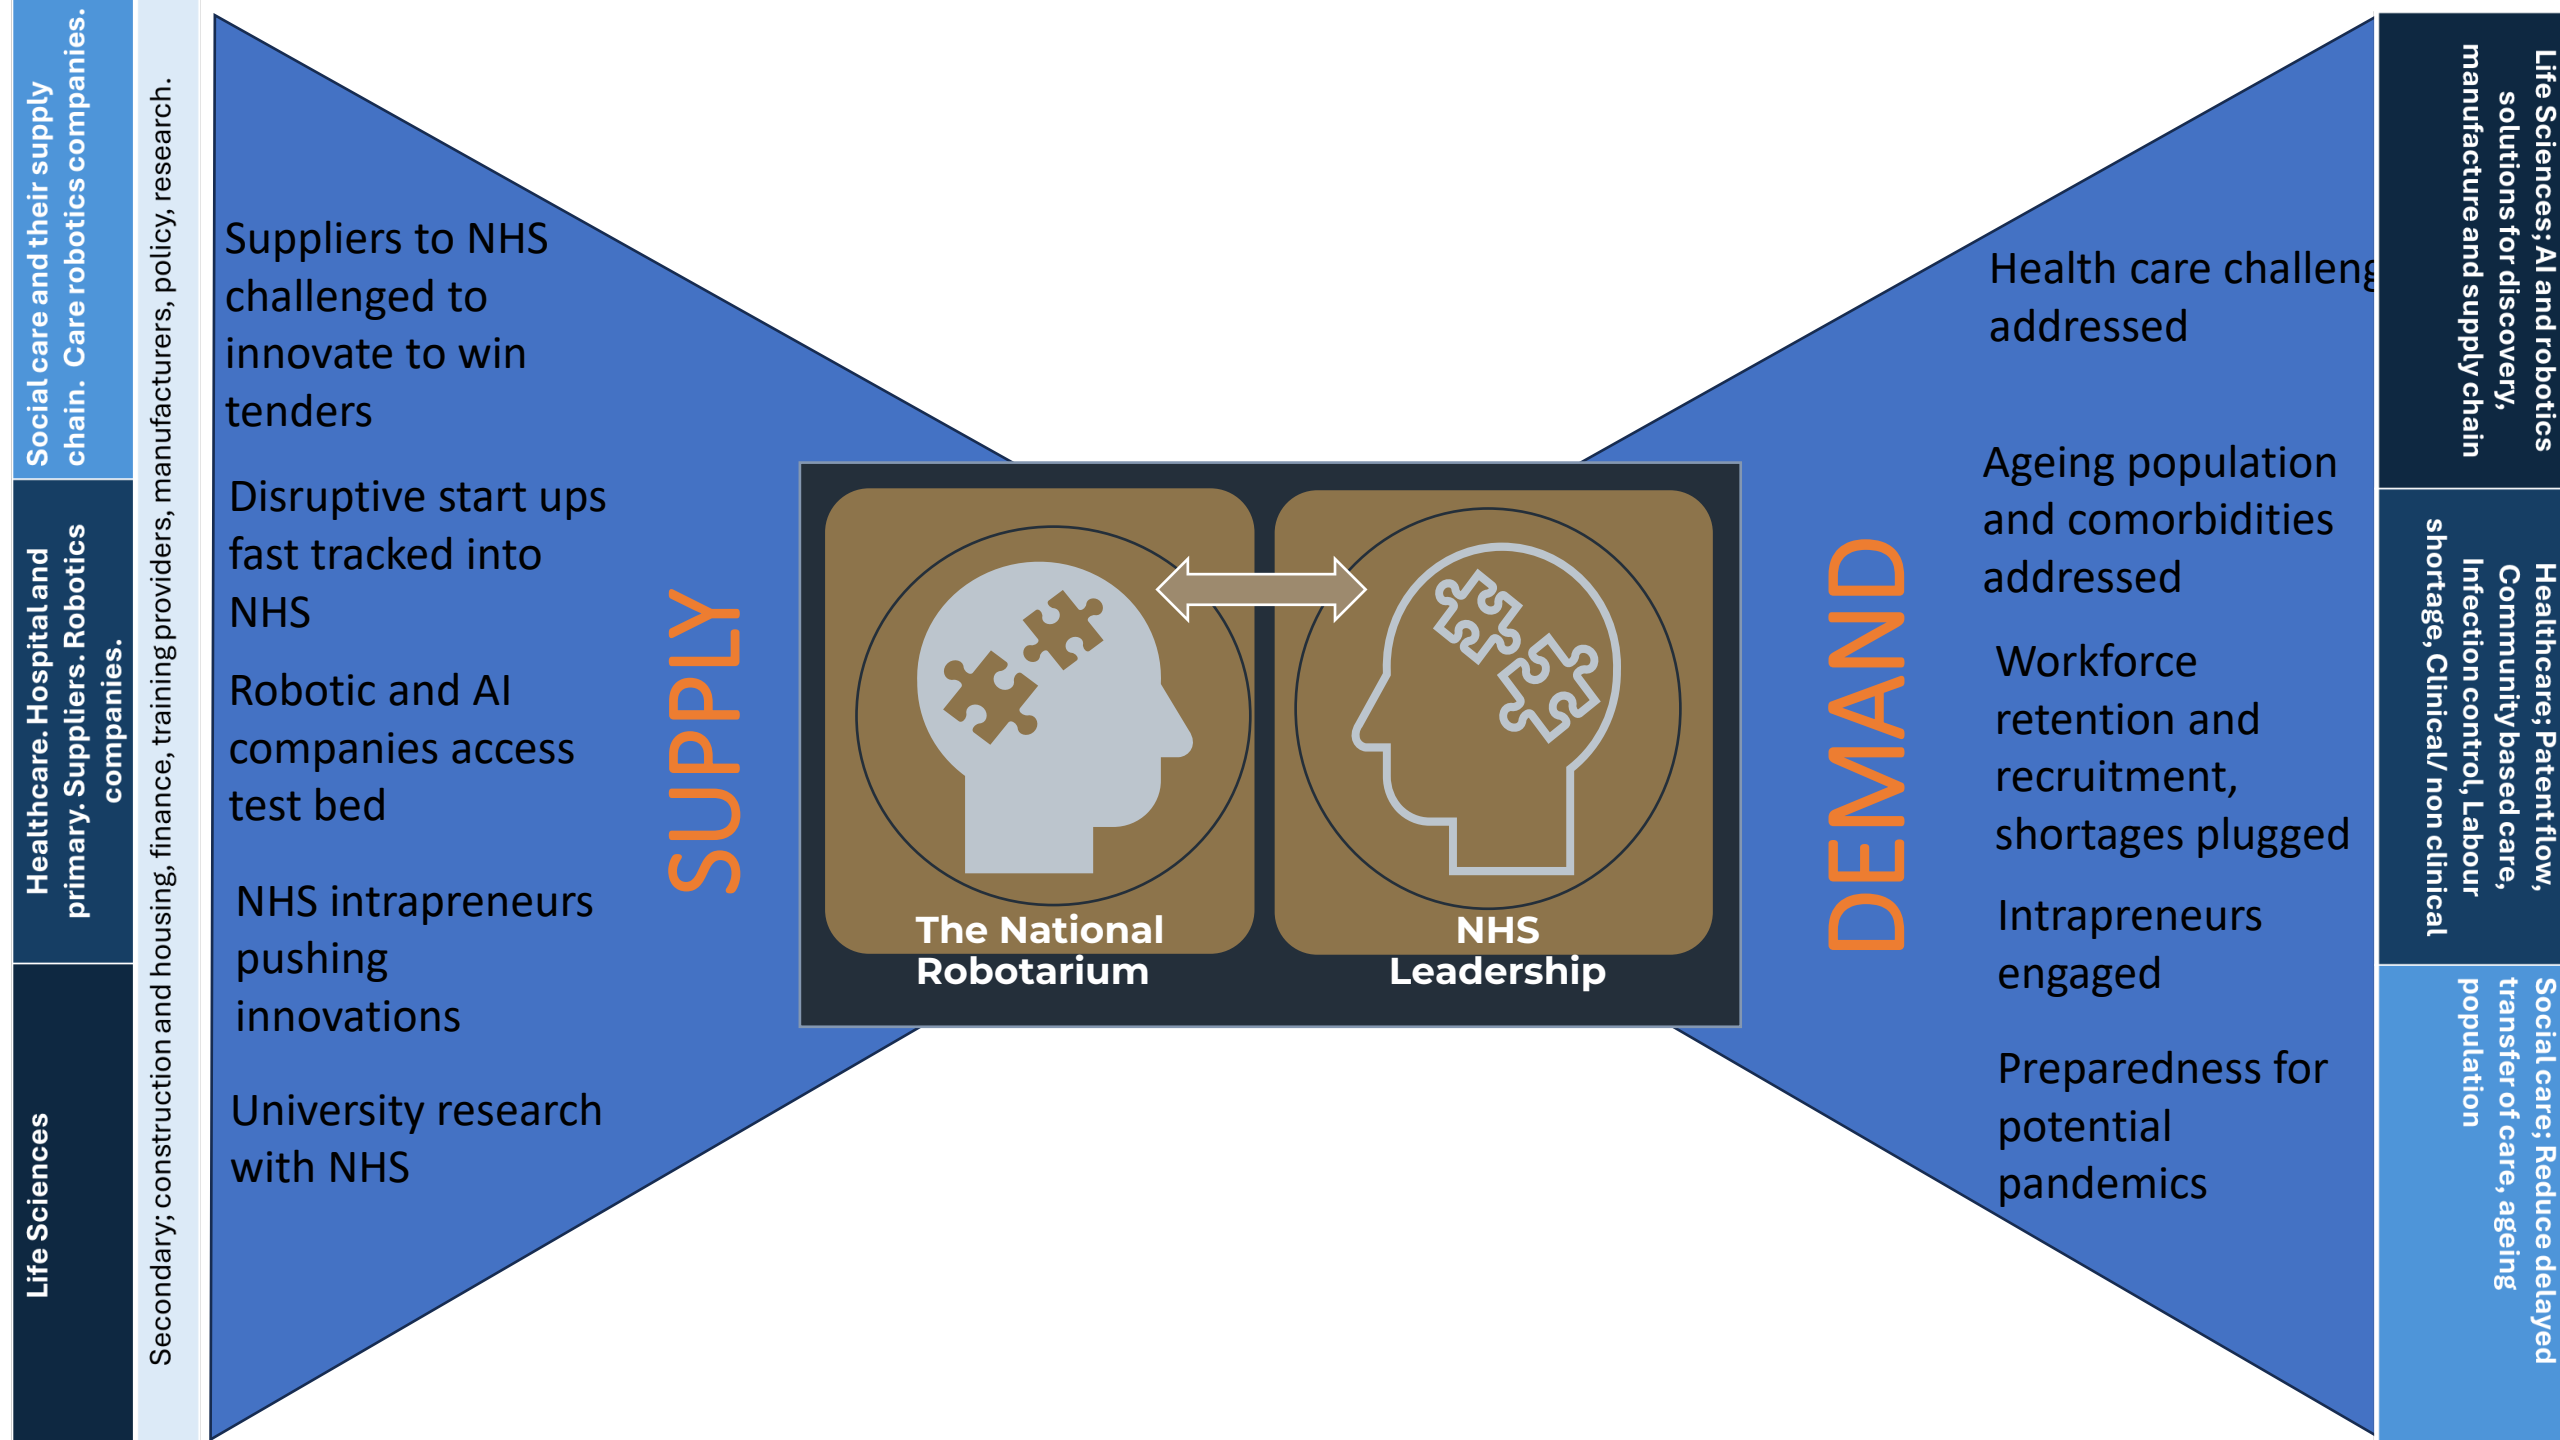 Social care and their supply
chain. Care robotics companies.
Healthcare. Hospital and
primary. Suppliers. Robotics
companies.
Life Sciences
Secondary; construction and housing, finance, training providers, manufacturers, policy, research.
Suppliers to NHS
challenged to
innovate to win
tenders
Disruptive start ups
fast tracked into
NHS
Robotic and AI
companies access
test bed
NHS intrapreneurs
pushing
innovations
University research
with NHS
SUPPLY
The National
Robotarium
NHS
Leadership
DEMAND
Health care challeng
addressed
Ageing population
and comorbidities
addressed
Workforce
retention and
recruitment,
shortages plugged
Intrapreneurs
engaged
Preparedness for
potential
pandemics
Life Sciences; AI and robotics
solutions for discovery,
manufacture and supply chain
Healthcare; Patent flow,
Community based care,
Infection control, Labour
shortage, Clinical/ non clinical
Social care; Reduce delayed
transfer of care, ageing
population